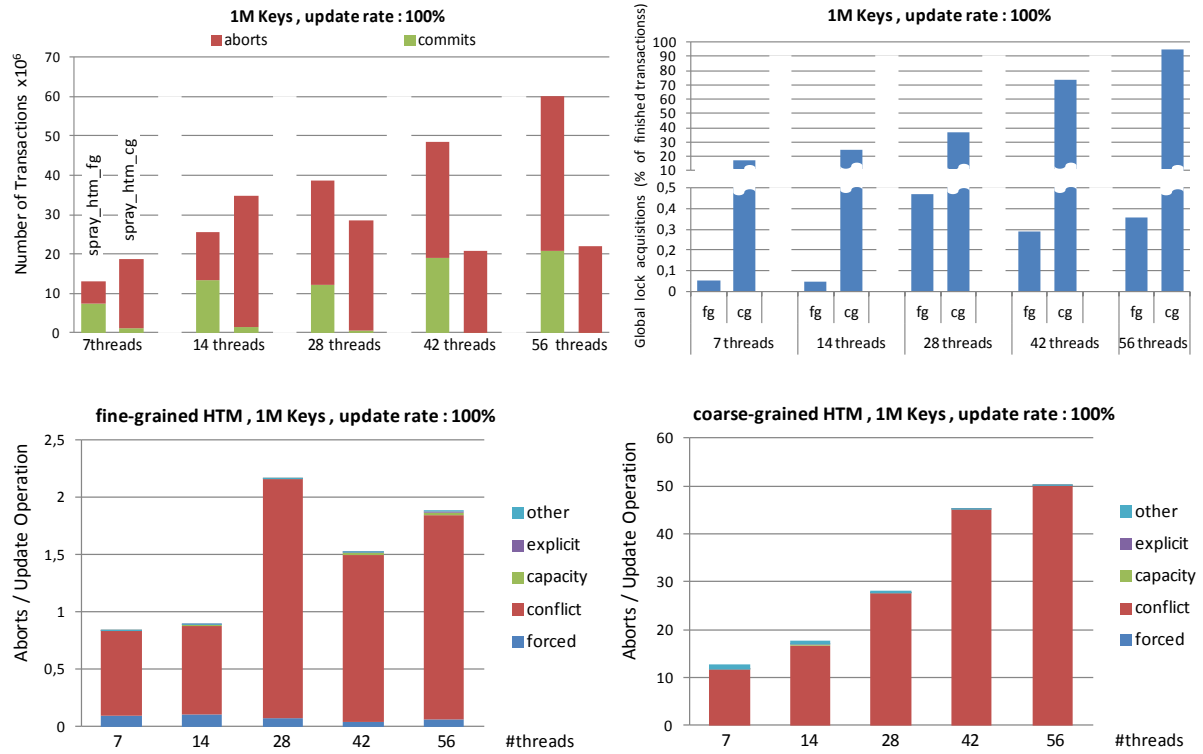 1M Keys , update rate : 100%
aborts
commits
Number of Transactions x10⁶
70
60
50
40
30
20
10
0
spray_htm_fg
spray_htm_cg
7threads
14 threads
28 threads
42 threads
56 threads
1M Keys , update rate : 100%
Global lock acquisitions (% of finished transactionss)
100
90
80
70
60
50
40
30
20
10
0,5
0,4
0,3
0,2
0,1
0
fg cg fg cg fg cg fg cg fg cg
7 threads 14 threads 28 threads 42 threads 56 threads
fine-grained HTM , 1M Keys , update rate : 100%
Aborts / Update Operation
2,5
2
1,5
1
0,5
0
other
explicit
capacity
conflict
forced
7 14 28 42 56 #threads
coarse-grained HTM , 1M Keys , update rate : 100%
Aborts / Update Operation
60
50
40
30
20
10
0
other
explicit
capacity
conflict
forced
7 14 28 42 56 #threads